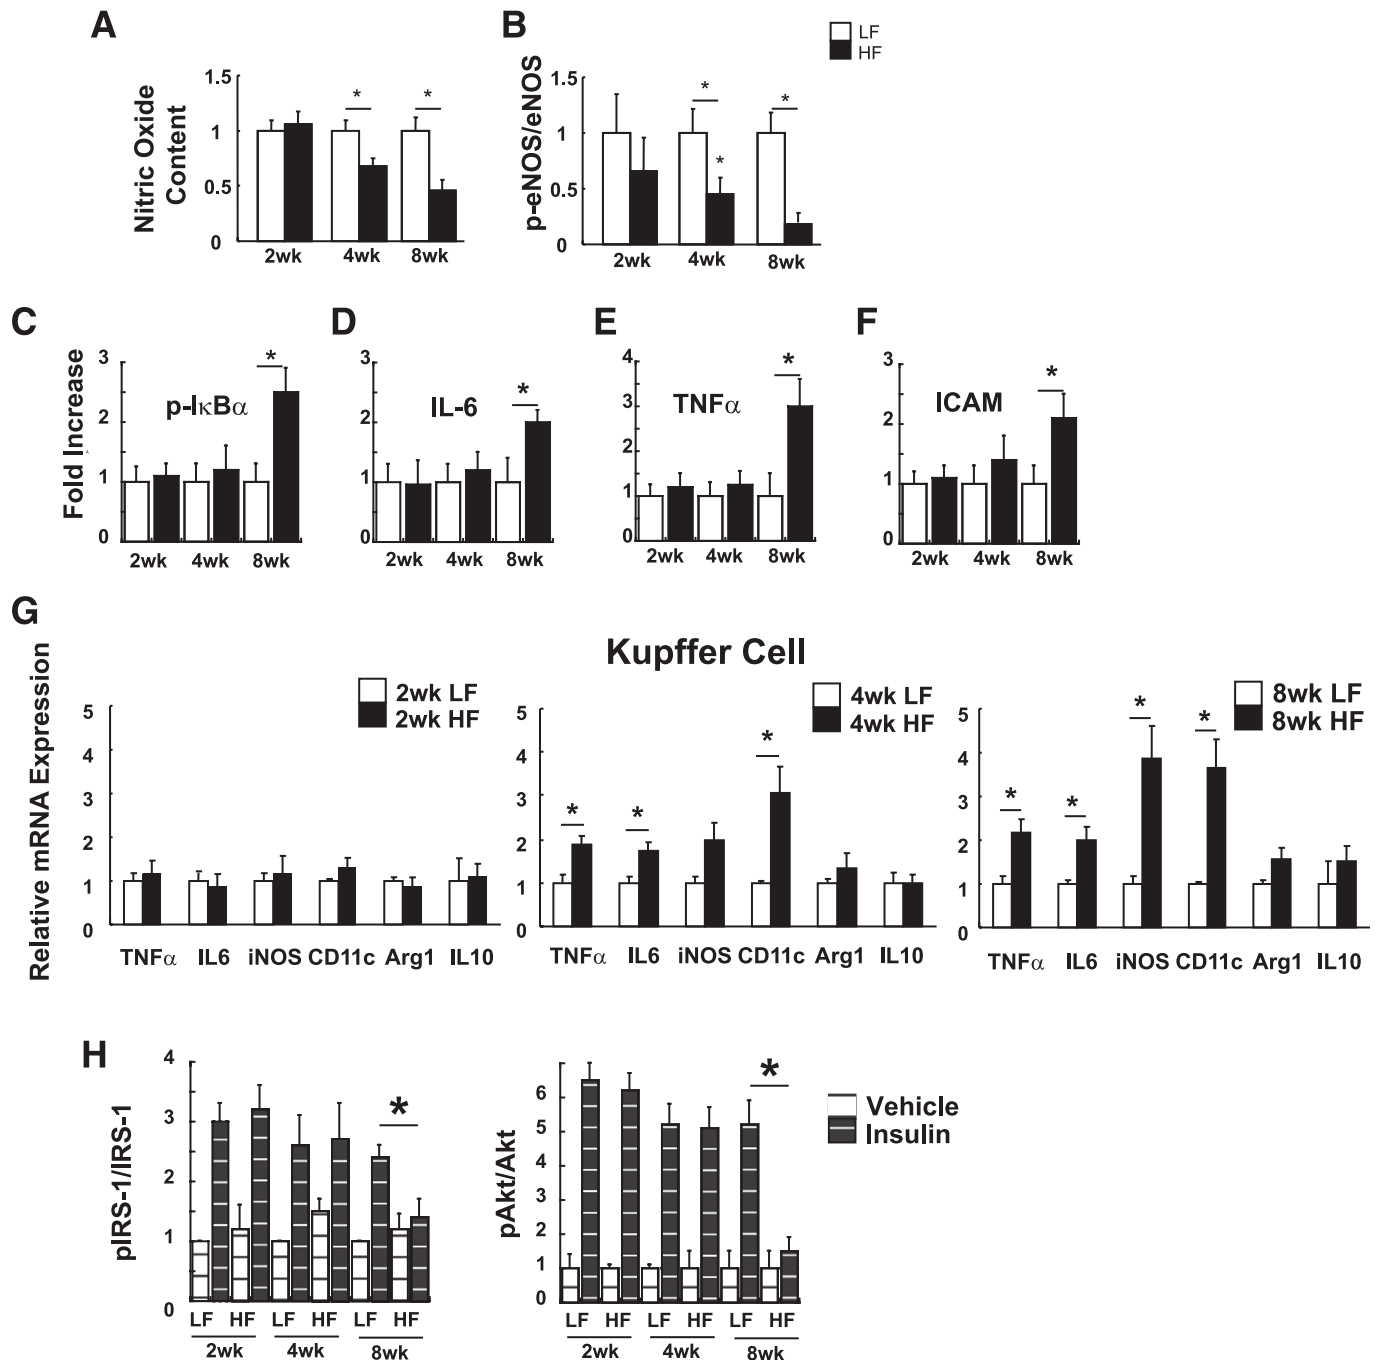 A
B
LF
HF
Nitric Oxide
Content
1.5
1
0.5
0
*
*
2wk
4wk
8wk
p-eNOS/eNOS
1.5
1
0.5
0
*
*
*
2wk
4wk
8wk
C
D
E
F
Fold Increase
3
2
1
0
p-IκBα
*
2wk
4wk
8wk
3
2
1
0
IL-6
*
2wk
4wk
8wk
4
3
2
1
0
TNFα
*
2wk
4wk
8wk
3
2
1
0
ICAM
*
2wk
4wk
8wk
G
Kupffer Cell
Relative mRNA Expression
2wk LF
2wk HF
5
4
3
2
1
0
TNFα IL6 iNOS CD11c Arg1 IL10
4wk LF
4wk HF
5
4
3
2
1
0
* * *
TNFα IL6 iNOS CD11c Arg1 IL10
8wk LF
8wk HF
5
4
3
2
1
0
* * * *
TNFα IL6 iNOS CD11c Arg1 IL10
H
pIRS-1/IRS-1
4
3
2
1
0
*
LF HF LF HF LF HF
2wk 4wk 8wk
pAkt/Akt
6
5
4
3
2
1
0
*
LF HF LF HF LF HF
2wk 4wk 8wk
Vehicle
Insulin